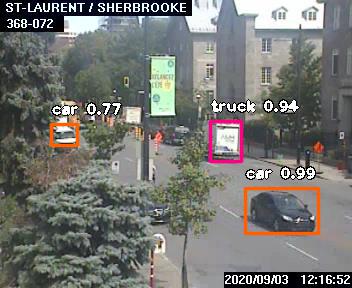 ST-LAURENT / SHERBROOKE
368-072
car 0.77
truck 0.94
car 0.99
2020/09/03 12:16:52